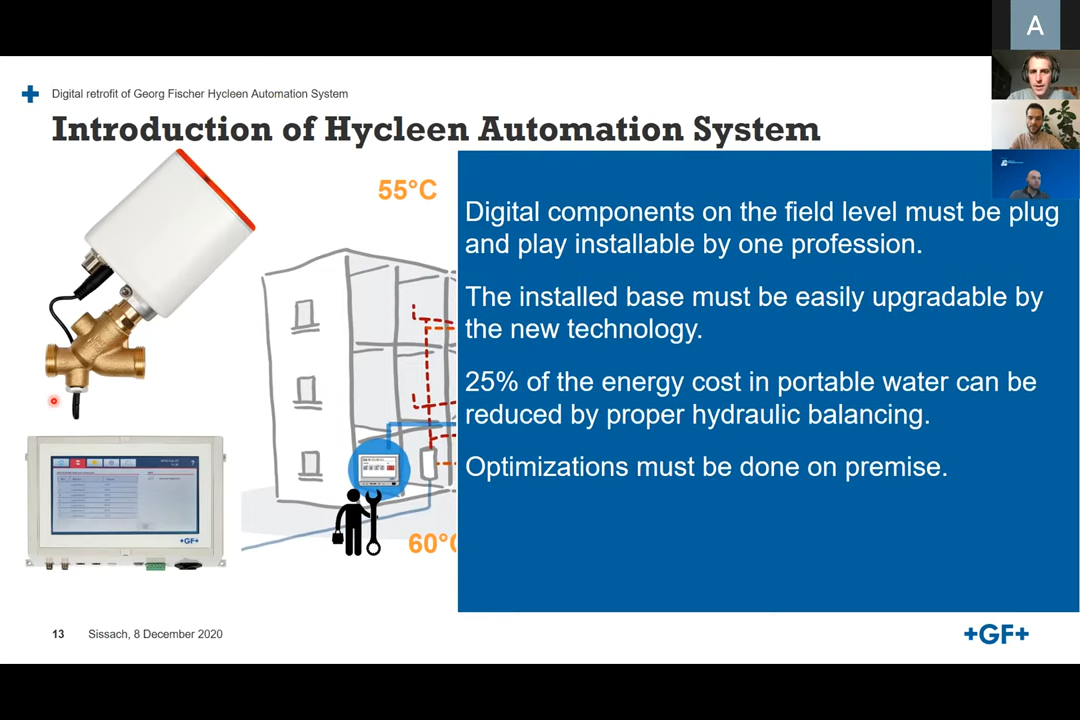 A
Digital retrofit of Georg Fischer Hycleen Automation System
Introduction of Hycleen Automation System
55°C
Digital components on the field level must be plug
and play installable by one profession.
The installed base must be easily upgradable by
the new technology.
25% of the energy cost in portable water can be
reduced by proper hydraulic balancing.
Optimizations must be done on premise.
+GF+
60°
13 Sissach, 8 December 2020
+GF+